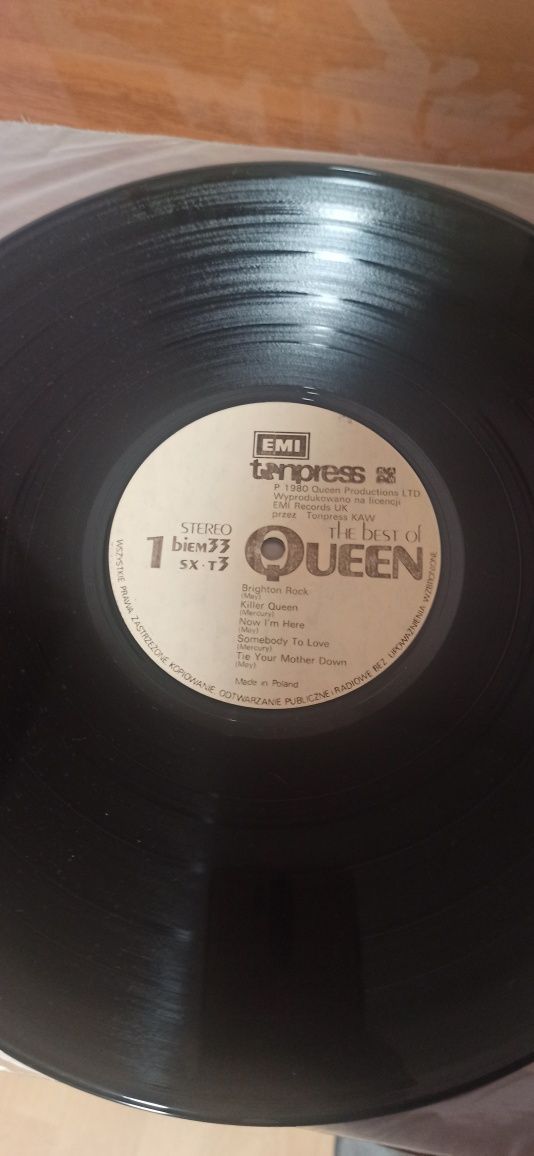 EMI
tonpress
P 1980 Queen Productions LTD
Wyprodukowano na licencji
EMI Records UK
przez Tonpress KAW
STEREO
1 biem 33
SX·T3
THE bEST of
QUEEN
Brighton Rock
(May)
Killer Queen
(Mercury)
Now I'm Here
(May)
Somebody To Love
(Mercury)
Tie Your Mother Down
(May)
Made in Poland
WSZYSTKIE PRAWA ZASTRZEŻONE KOPIOWANIE ODTWARZANIE PUBLICZNE i RADIOWE BEZ UPOWAŻNIENIA WZBRONIONE